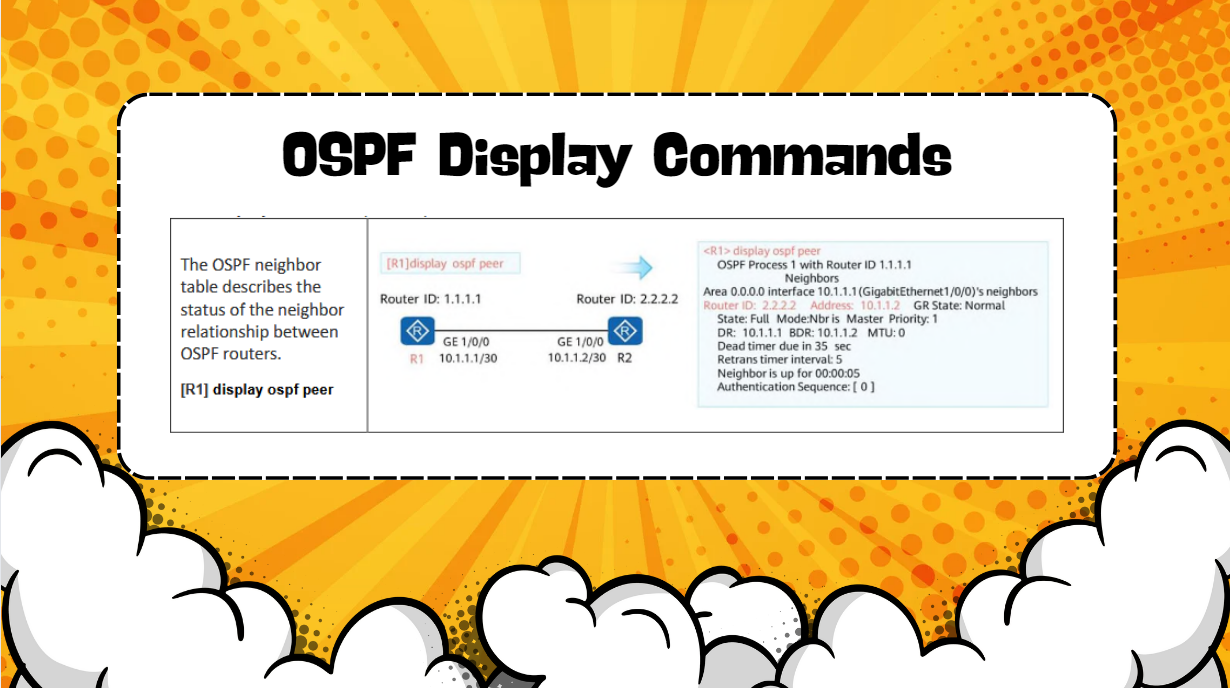 OSPF Display Commands
The OSPF neighbor
table describes the
status of the neighbor
relationship between
OSPF routers.
[R1] display ospf peer
[R1]display ospf peer
Router ID: 1.1.1.1
Router ID: 2.2.2.2
GE 1/0/0
GE 1/0/0
R1
10.1.1.1/30
10.1.1.2/30
R2
<R1> display ospf peer
OSPF Process 1 with Router ID 1.1.1.1
Neighbors
Area 0.0.0.0 interface 10.1.1.1(GigabitEthernet1/0/0)'s neighbors
Router ID: 2.2.2.2 Address: 10.1.1.2 GR State: Normal
State: Full Mode:Nbr is Master Priority: 1
DR: 10.1.1.1 BDR: 10.1.1.2 MTU: 0
Dead timer due in 35 sec
Retrans timer interval: 5
Neighbor is up for 00:00:05
Authentication Sequence: [ 0 ]